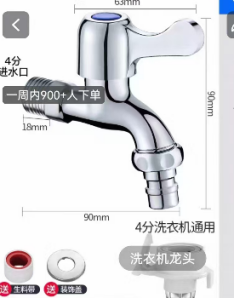 63mm
4分
进水口
一周内900+人下单
18mm
90mm
90mm
4分洗衣机通用
洗衣机龙头
送 生料带
送 装饰盖